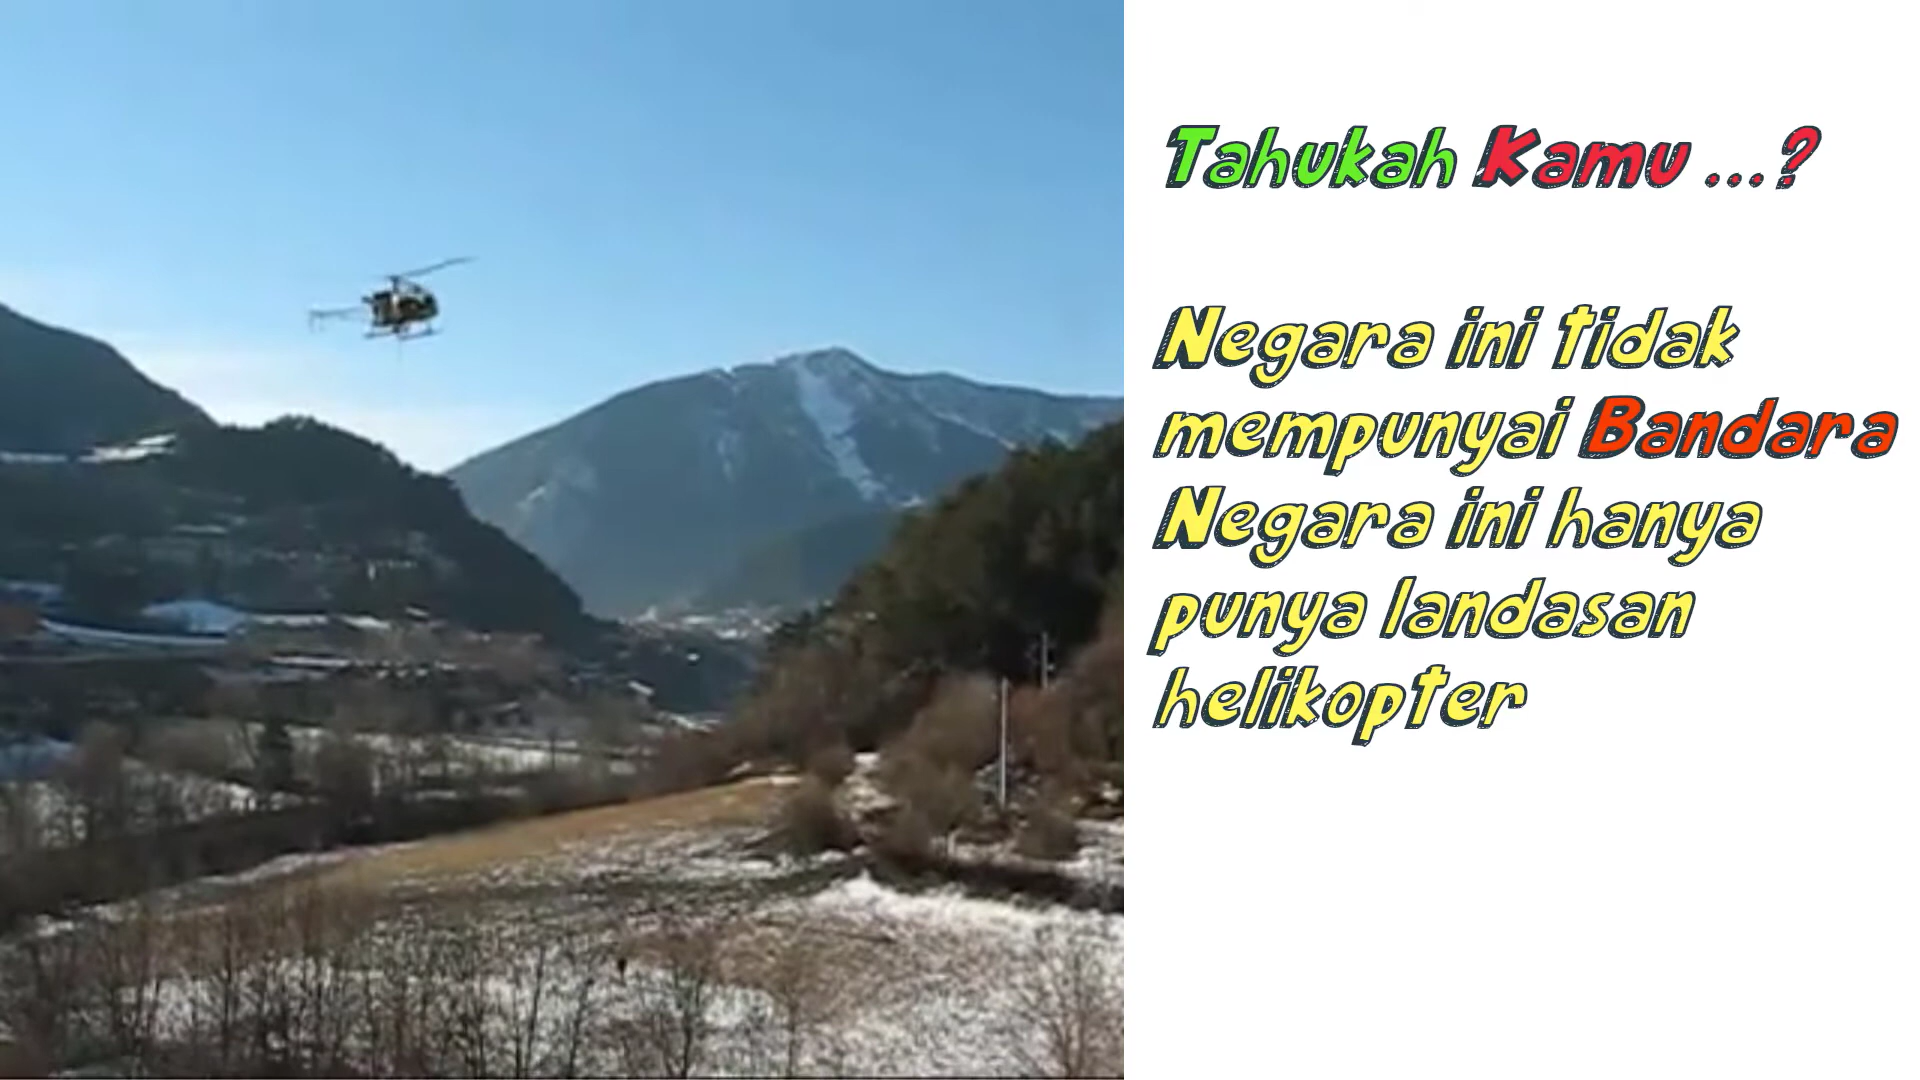 Tahukah Kamu ...?
Negara ini tidak
mempunyai Bandara
Negara ini hanya
punya landasan
helikopter